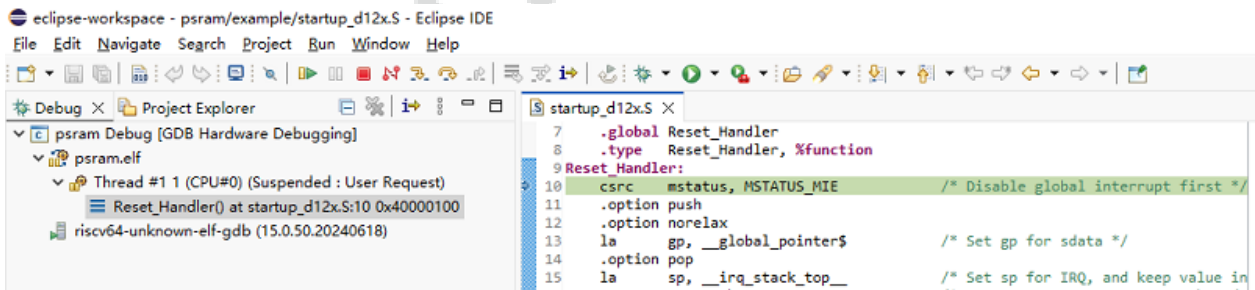 eclipse-workspace - psram/example/startup_d12x.S - Eclipse IDE
File Edit Navigate Search Project Run Window Help
Debug Project Explorer
psram Debug [GDB Hardware Debugging]
psram.elf
Thread #1 1 (CPU#0) (Suspended : User Request)
Reset_Handler() at startup_d12x.S:10 0x40000100
riscv64-unknown-elf-gdb (15.0.50.20240618)
startup_d12x.S
7 .global Reset_Handler
8 .type Reset_Handler, %function
9 Reset_Handler:
10 csrc mstatus, MSTATUS_MIE /* Disable global interrupt first */
11 .option push
12 .option norelax
13 la gp, __global_pointer$ /* Set gp for sdata */
14 .option pop
15 la sp, __irq_stack_top__ /* Set sp for IRQ, and keep value in